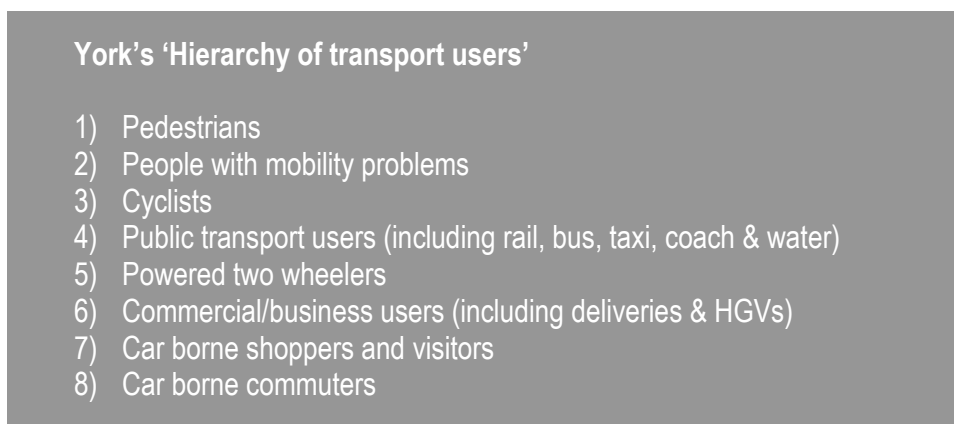 York’s ‘Hierarchy of transport users’
1) Pedestrians
2) People with mobility problems
3) Cyclists
4) Public transport users (including rail, bus, taxi, coach & water)
5) Powered two wheelers
6) Commercial/business users (including deliveries & HGVs)
7) Car borne shoppers and visitors
8) Car borne commuters